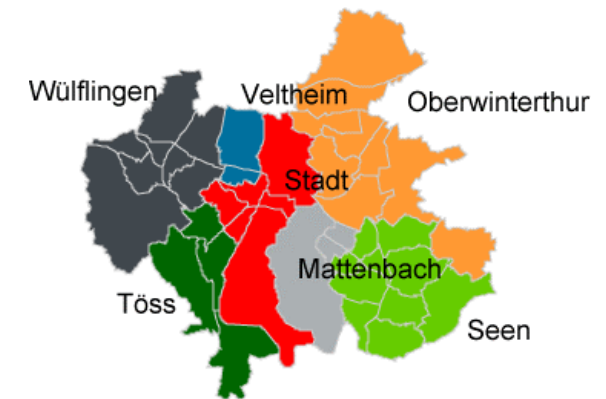 Wülflingen
Veltheim
Oberwinterthur
Stadt
Mattenbach
Töss
Seen